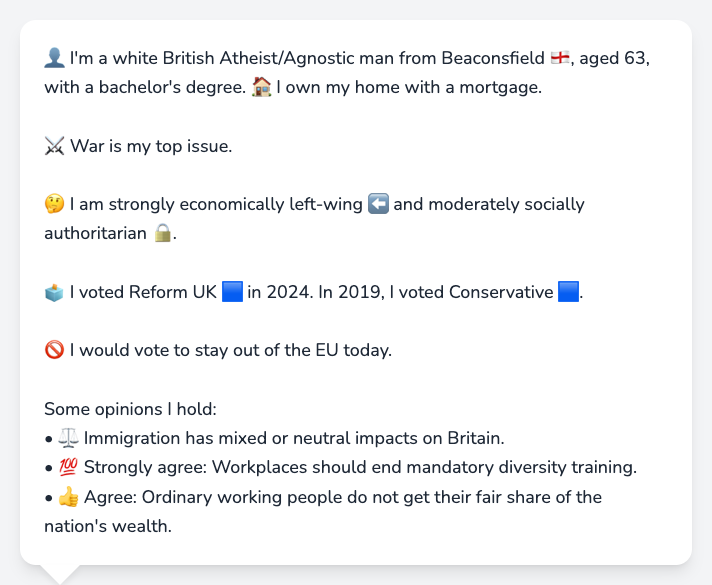 👤 I'm a white British Atheist/Agnostic man from Beaconsfield 🏴󠁧󠁢󠁥󠁮󠁧󠁿, aged 63,
with a bachelor's degree. 🏠 I own my home with a mortgage.
⚔️ War is my top issue.
🤔 I am strongly economically left-wing ⬅️ and moderately socially
authoritarian 🔒.
🗳️ I voted Reform UK 🟦 in 2024. In 2019, I voted Conservative 🟦.
🚫 I would vote to stay out of the EU today.
Some opinions I hold:
• ⚖️ Immigration has mixed or neutral impacts on Britain.
• 💯 Strongly agree: Workplaces should end mandatory diversity training.
• 👍 Agree: Ordinary working people do not get their fair share of the
nation's wealth.